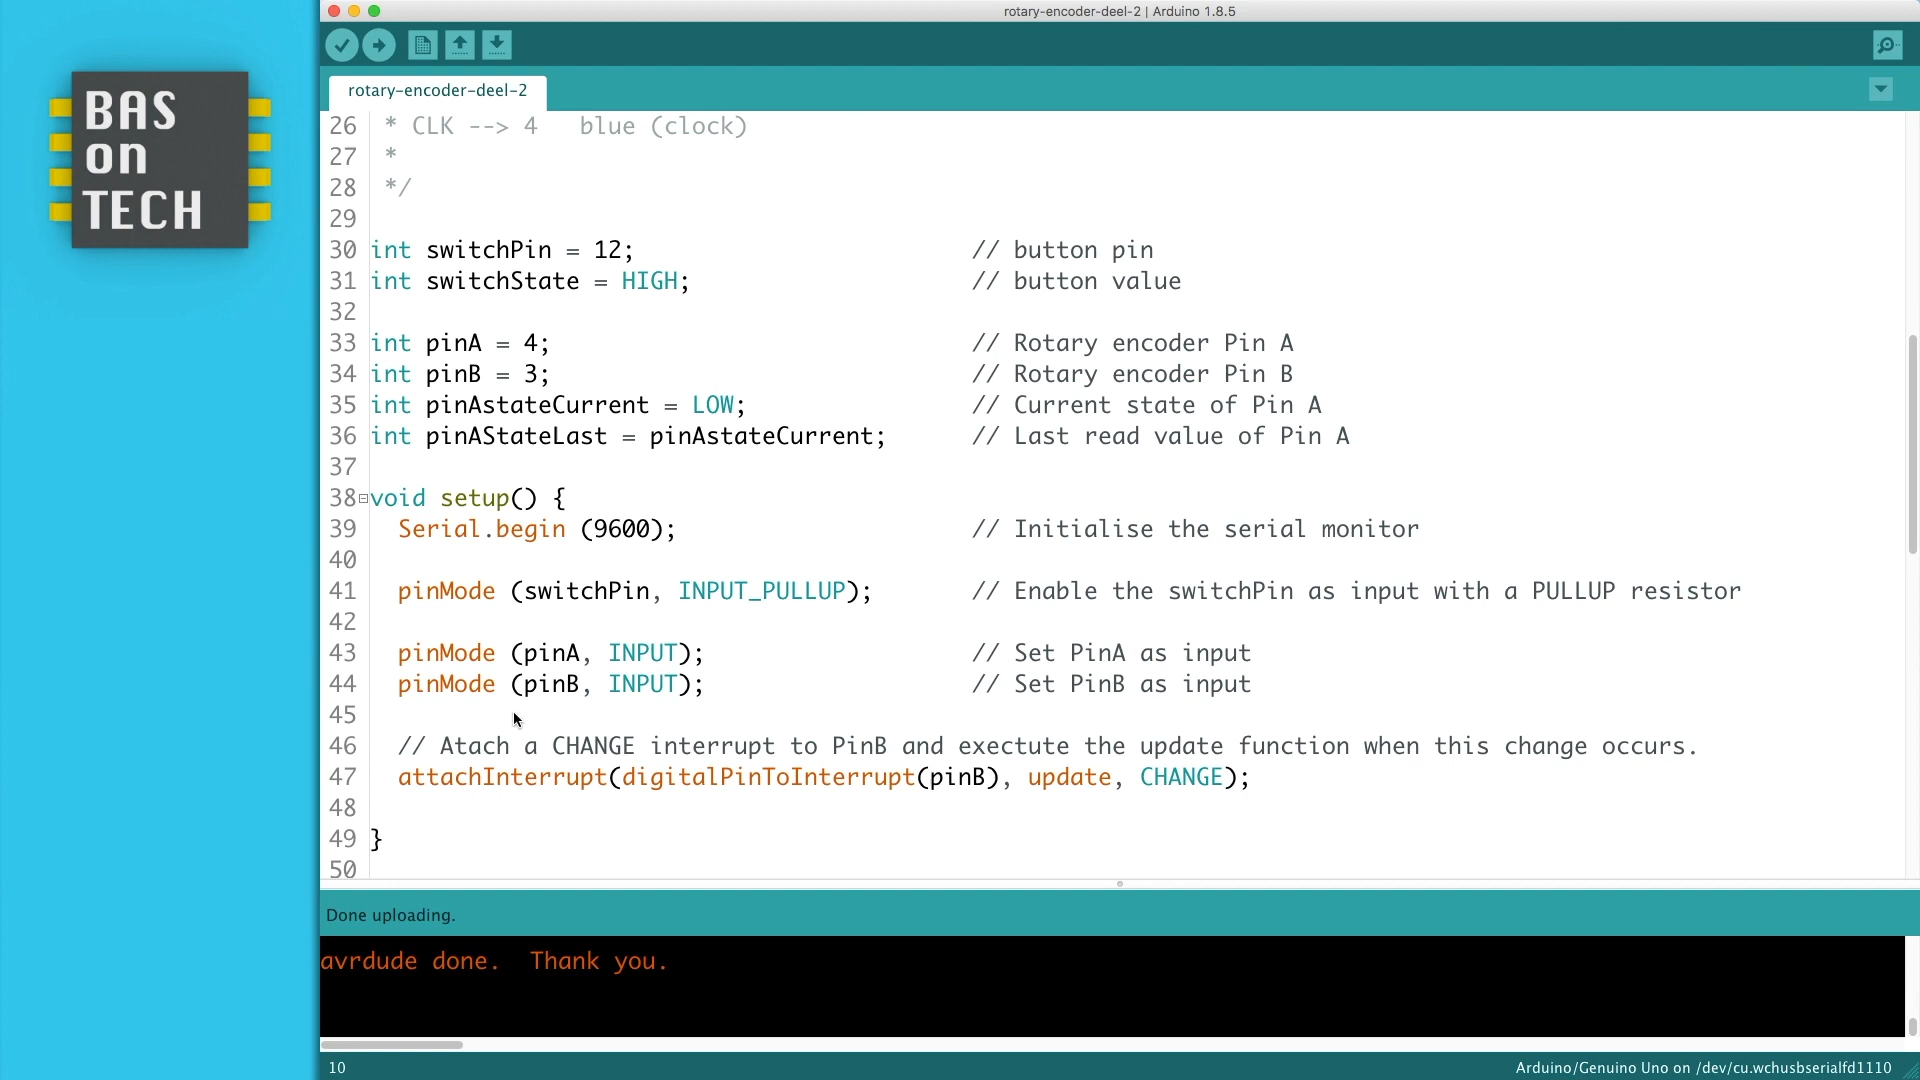 rotary-encoder-deel-2 | Arduino 1.8.5
BAS
on
TECH
rotary-encoder-deel-2
26 * CLK --> 4 blue (clock)
27 *
28 */
29
30 int switchPin = 12; // button pin
31 int switchState = HIGH; // button value
32
33 int pinA = 4; // Rotary encoder Pin A
34 int pinB = 3; // Rotary encoder Pin B
35 int pinAstateCurrent = LOW; // Current state of Pin A
36 int pinAStateLast = pinAstateCurrent; // Last read value of Pin A
37
38 void setup() {
39 Serial.begin (9600); // Initialise the serial monitor
40
41 pinMode (switchPin, INPUT_PULLUP); // Enable the switchPin as input with a PULLUP resistor
42
43 pinMode (pinA, INPUT); // Set PinA as input
44 pinMode (pinB, INPUT); // Set PinB as input
45
46 // Atach a CHANGE interrupt to PinB and exectute the update function when this change occurs.
47 attachInterrupt(digitalPinToInterrupt(pinB), update, CHANGE);
48
49 }
50
Done uploading.
avrdude done. Thank you.
10 Arduino/Genuino Uno on /dev/cu.wchusbserialfd1110